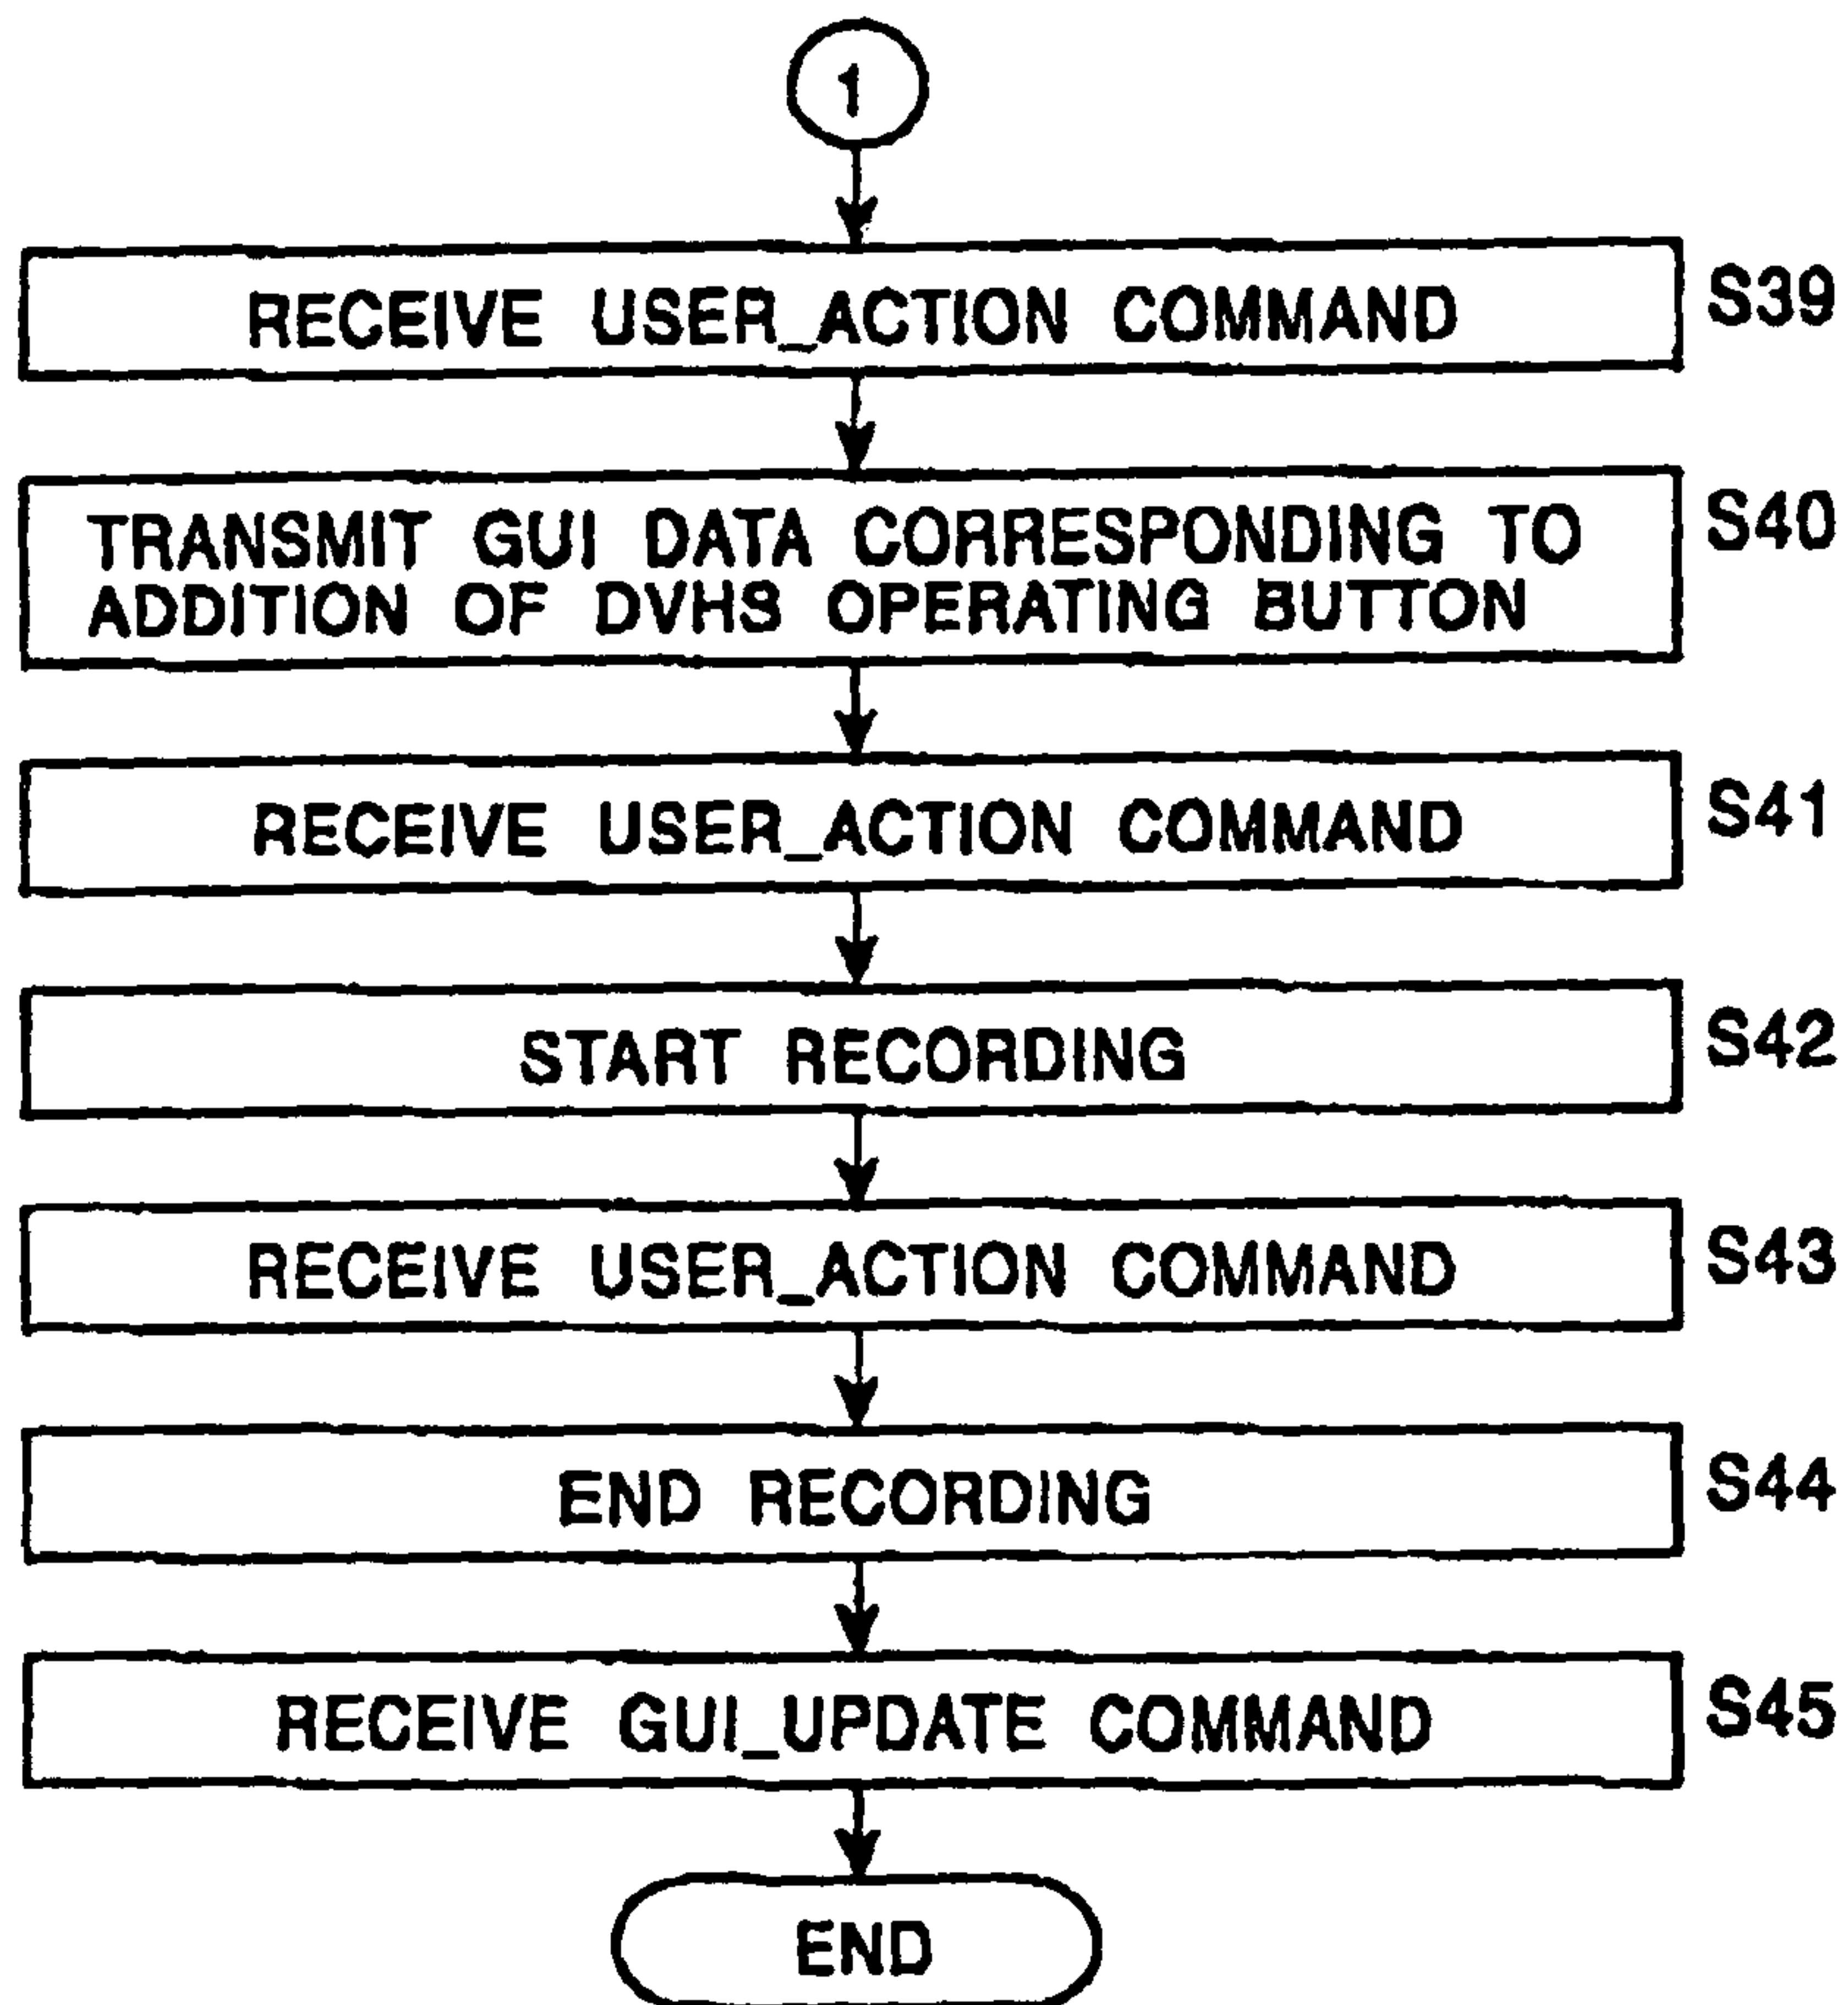 1
RECEIVE USER_ACTION COMMAND
S39
TRANSMIT GUI DATA CORRESPONDING TO
ADDITION OF DVHS OPERATING BUTTON
S40
RECEIVE USER_ACTION COMMAND
S41
START RECORDING
S42
RECEIVE USER_ACTION COMMAND
S43
END RECORDING
S44
RECEIVE GUI_UPDATE COMMAND
S45
END